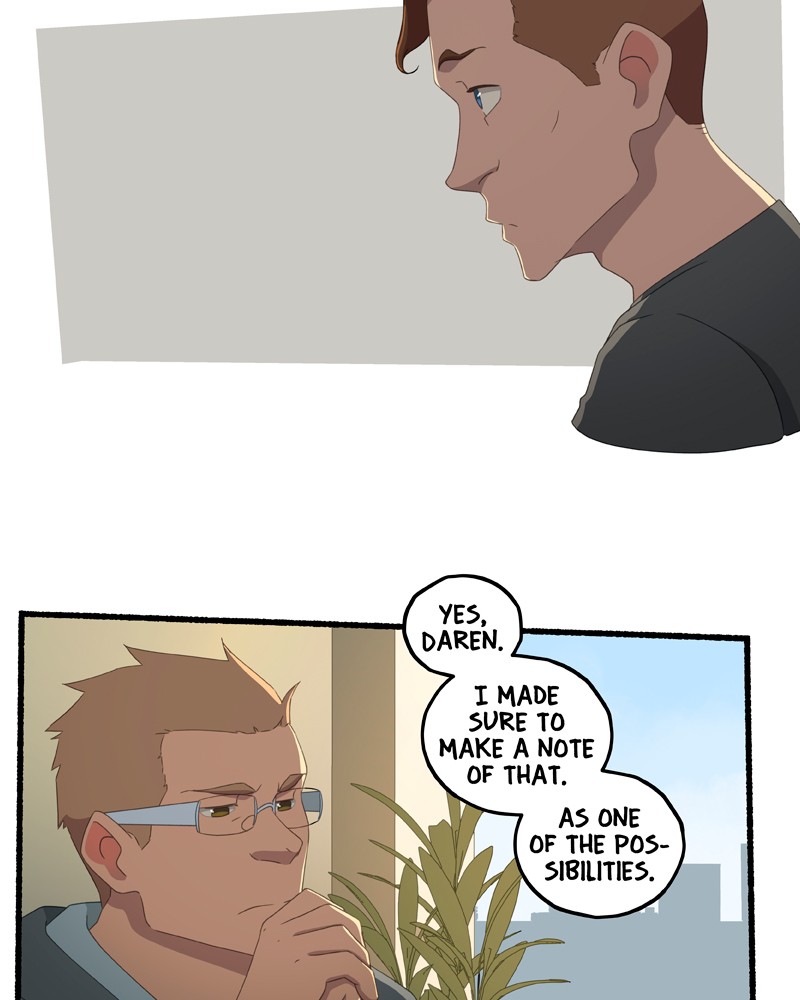 YES,
DAREN.
I MADE
SURE TO
MAKE A NOTE
OF THAT.
AS ONE
OF THE POS-
SIBILITIES.